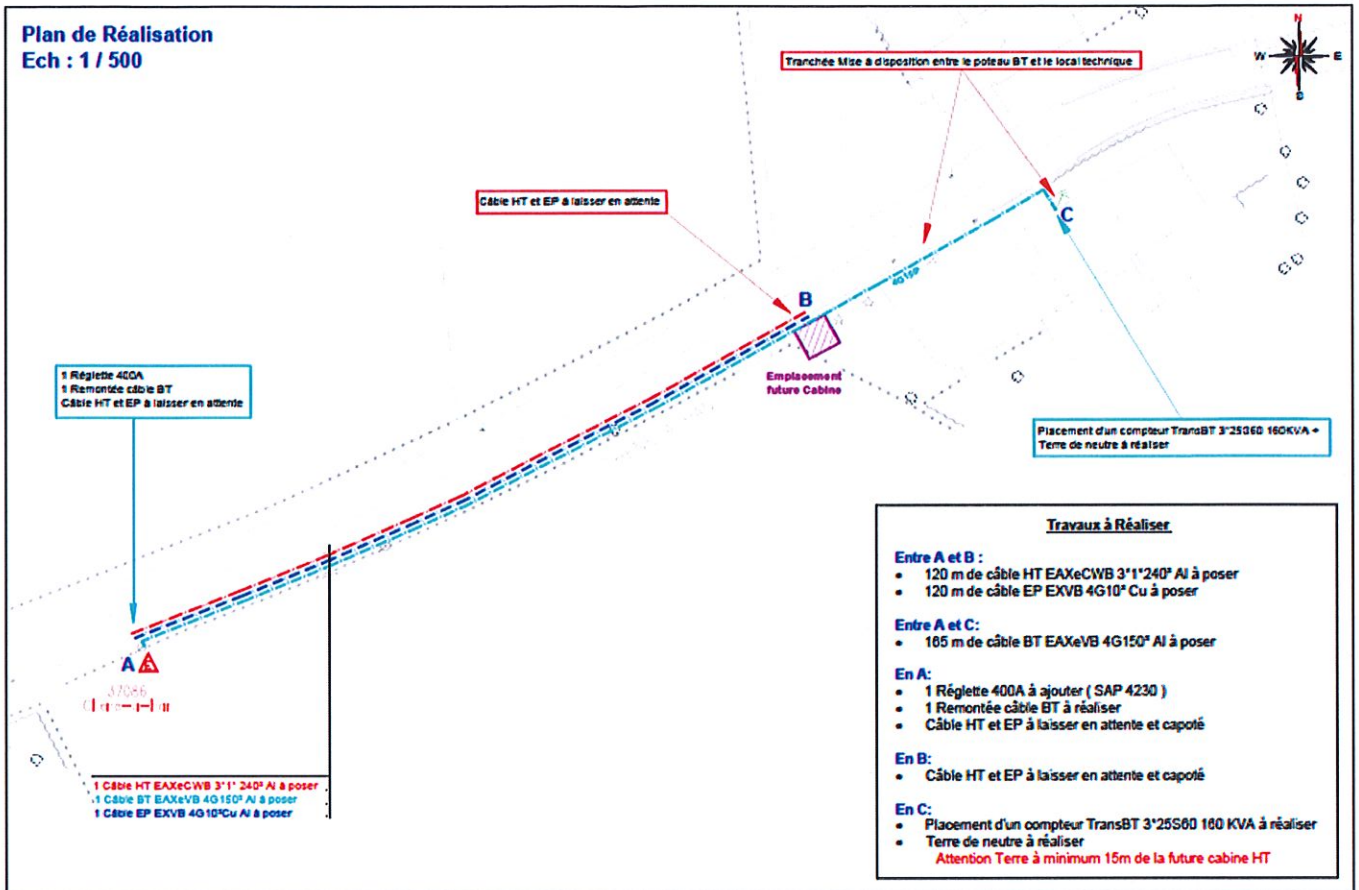 Plan de Réalisation
Ech : 1 / 500
Tranchée Mise à disposition entre le poteau BT et le local technique
N
W
E
S
Câble HT et EP à laisser en attente
C
4G150²
B
Emplacement
future Cabine
1 Réglette 400A
1 Remontée câble BT
Câble HT et EP à laisser en attente
Placement d'un compteur TransBT 3*25S60 160KVA +
Terre de neutre à réaliser
A
37086
1 Câble HT EAXeCWB 3*1* 240² Al à poser
1 Câble BT EAXeVB 4G150² Al à poser
1 Câble EP EXVB 4G10²Cu Al à poser
Travaux à Réaliser
Entre A et B :
• 120 m de câble HT EAXeCWB 3*1*240² Al à poser
• 120 m de câble EP EXVB 4G10² Cu à poser
Entre A et C:
• 165 m de câble BT EAXeVB 4G150² Al à poser
En A:
• 1 Réglette 400A à ajouter ( SAP 4230 )
• 1 Remontée câble BT à réaliser
• Câble HT et EP à laisser en attente et capoté
En B:
• Câble HT et EP à laisser en attente et capoté
En C:
• Placement d'un compteur TransBT 3*25S60 160 KVA à réaliser
• Terre de neutre à réaliser
Attention Terre à minimum 15m de la future cabine HT